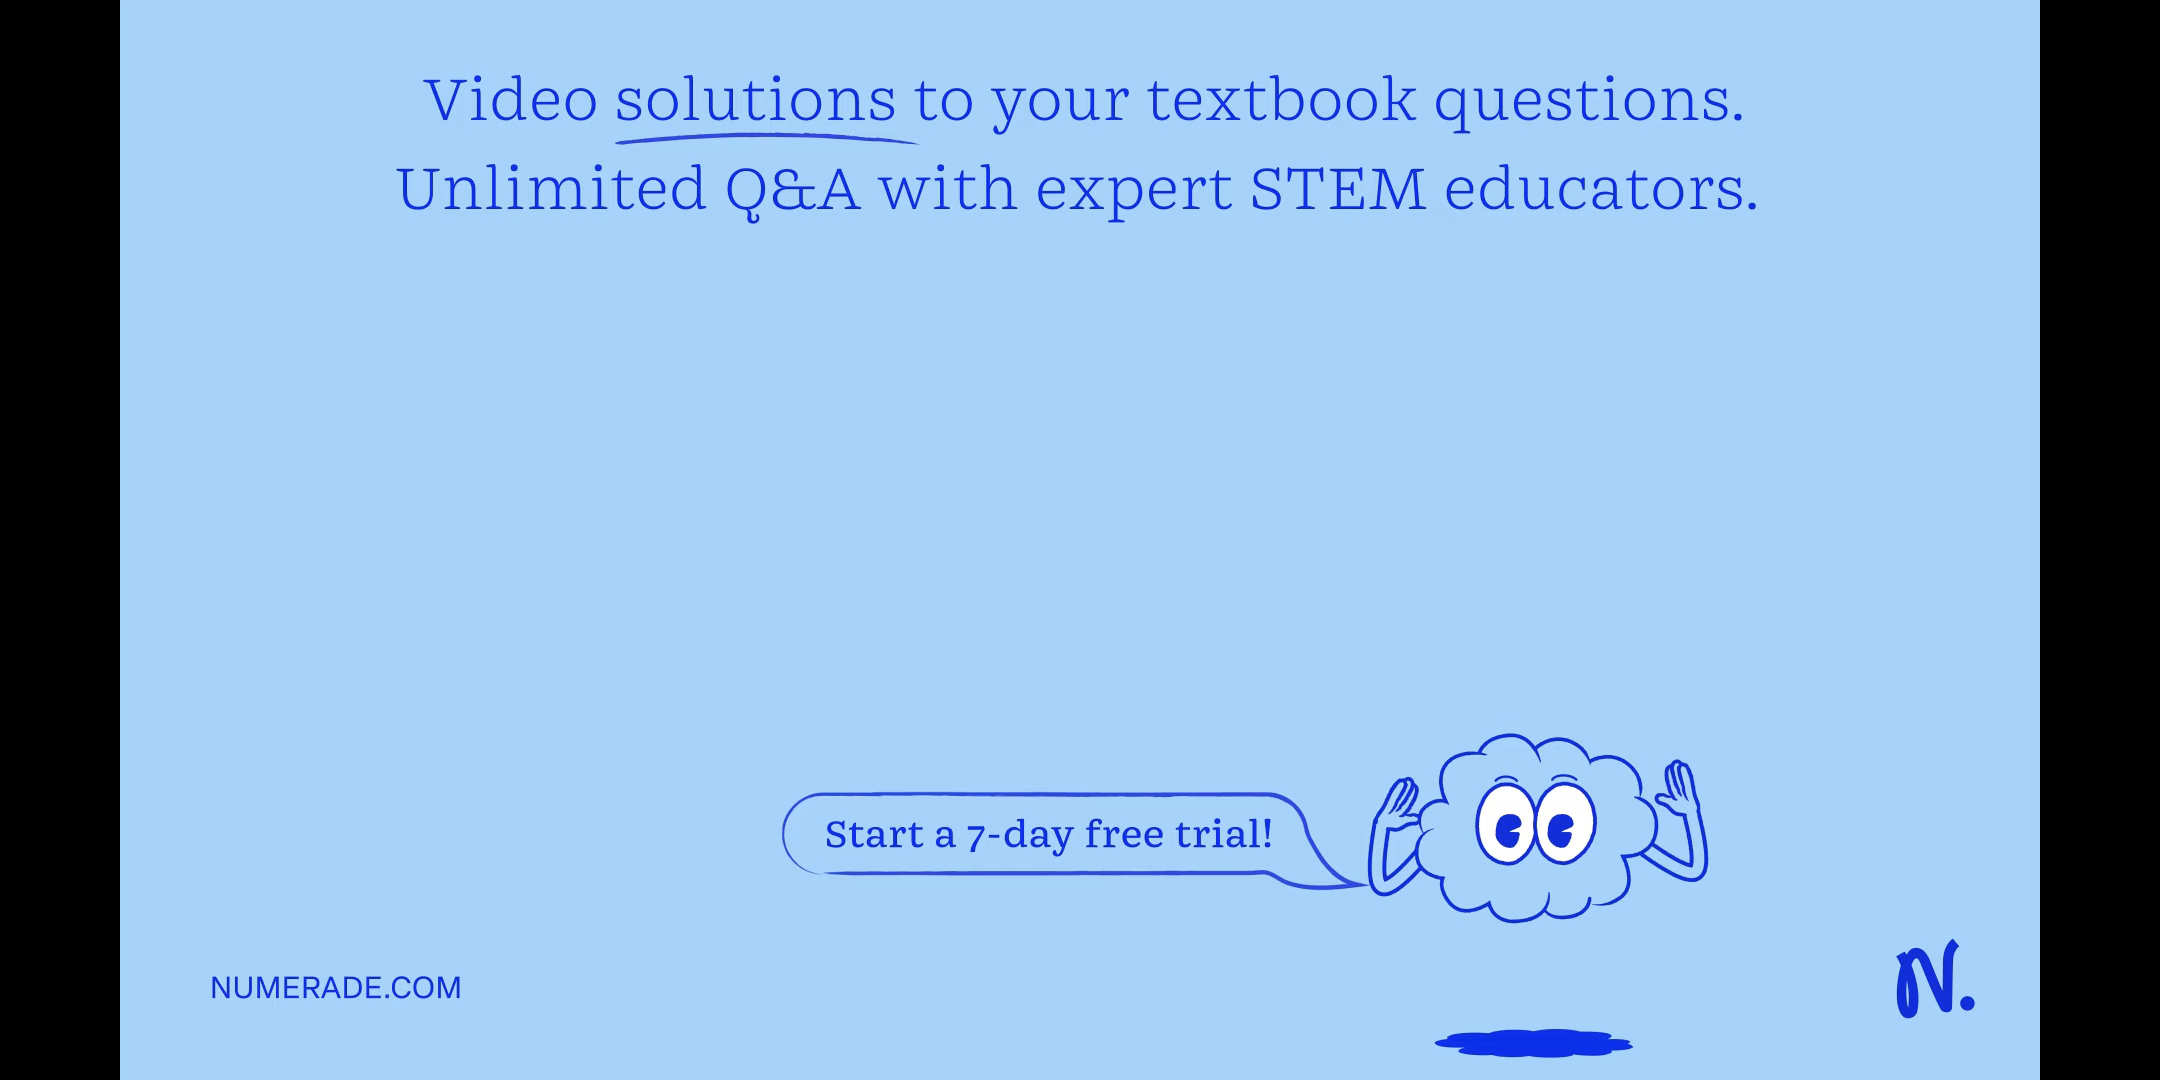 Video solutions to your textbook questions.
Unlimited Q&A with expert STEM educators.
Start a 7-day free trial!
NUMERADE.COM
N.